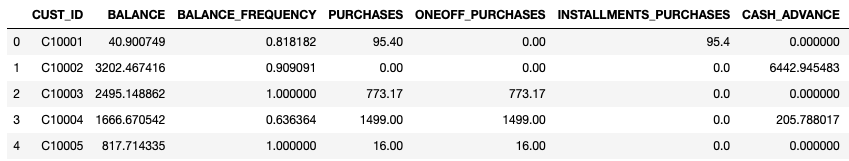 CUST_ID BALANCE BALANCE_FREQUENCY PURCHASES ONEOFF_PURCHASES INSTALLMENTS_PURCHASES CASH_ADVANCE
0 C10001 40.900749 0.818182 95.40 0.00 95.4 0.000000
1 C10002 3202.467416 0.909091 0.00 0.00 0.0 6442.945483
2 C10003 2495.148862 1.000000 773.17 773.17 0.0 0.000000
3 C10004 1666.670542 0.636364 1499.00 1499.00 0.0 205.788017
4 C10005 817.714335 1.000000 16.00 16.00 0.0 0.000000